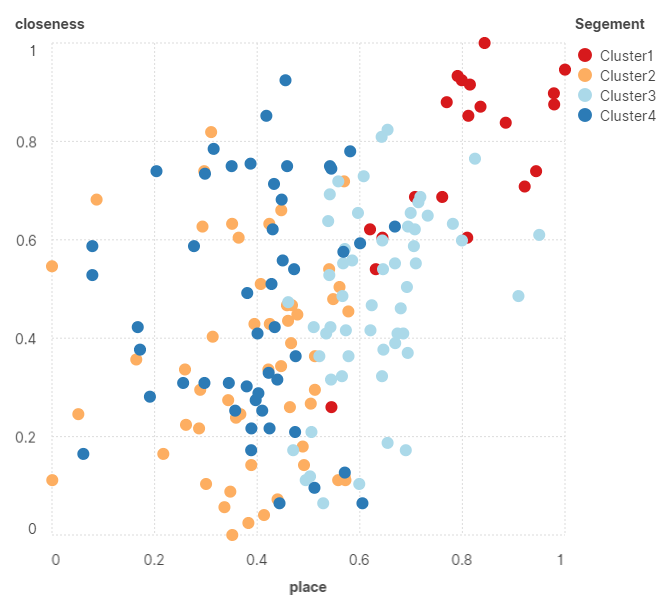 closeness
Segement
Cluster1
Cluster2
Cluster3
Cluster4
1
0.8
0.6
0.4
0.2
0
0 0.2 0.4 0.6 0.8 1
place